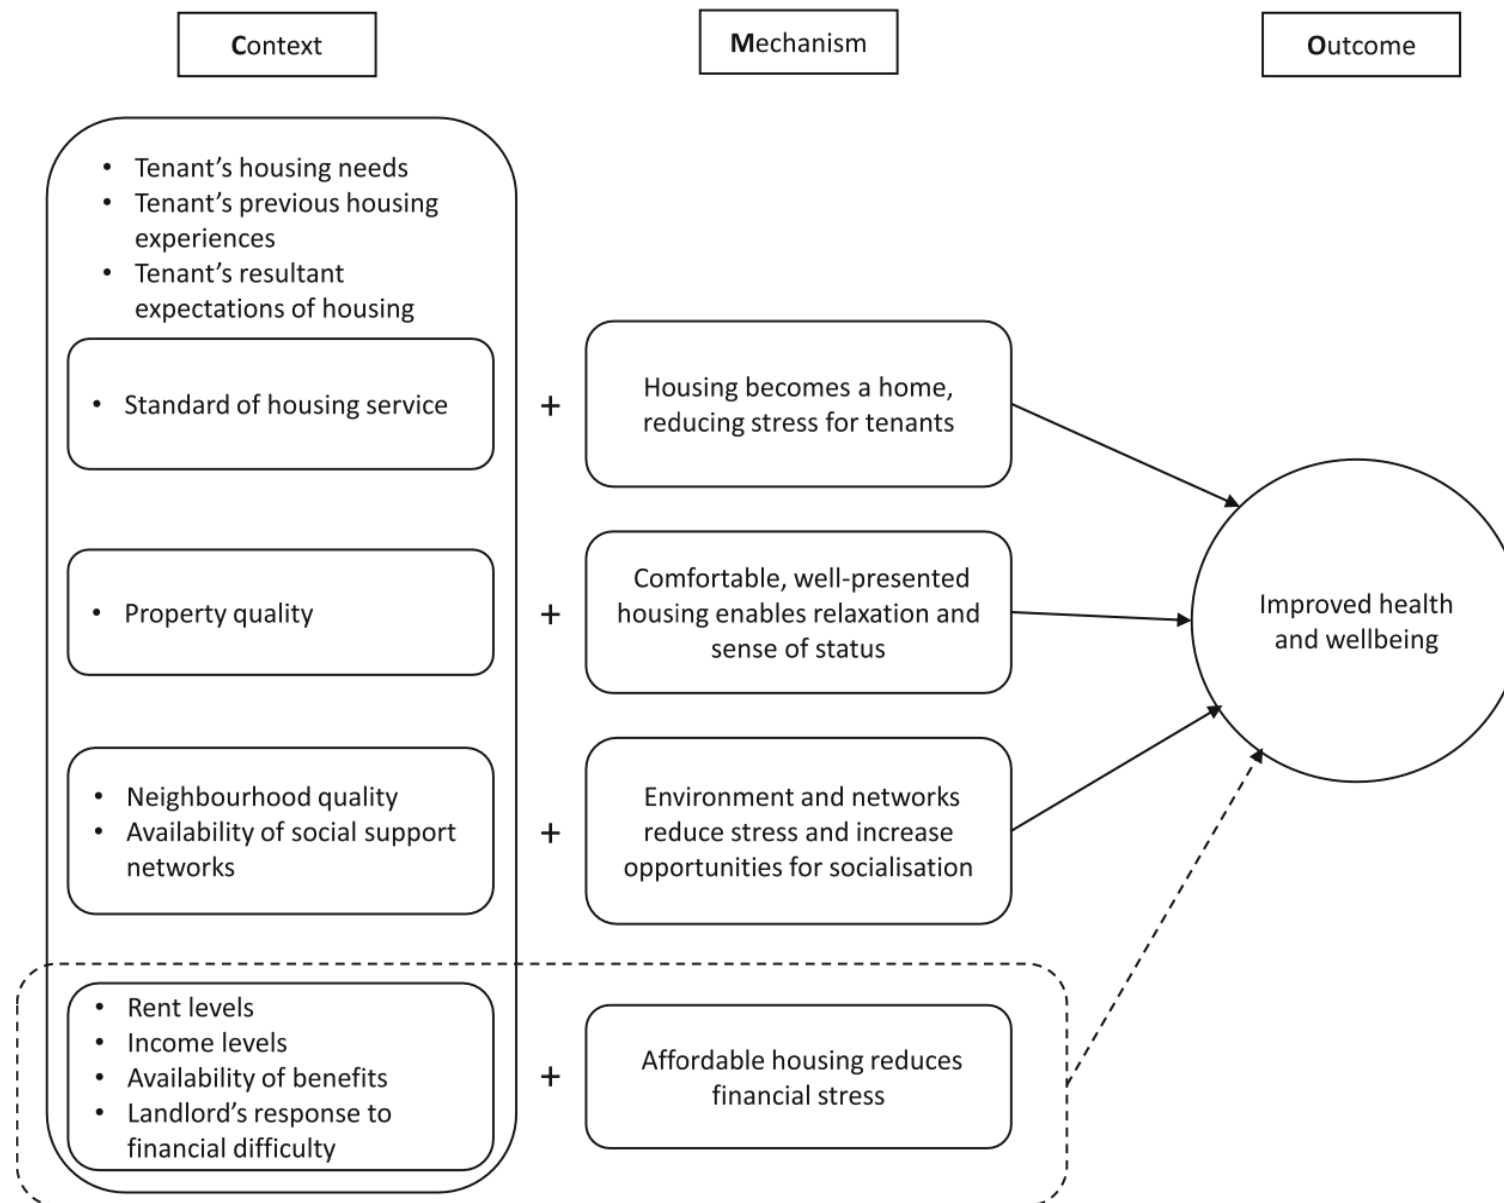 Context
Mechanism
Outcome
• Tenant’s housing needs
• Tenant’s previous housing
experiences
• Tenant’s resultant
expectations of housing
• Standard of housing service
+
Housing becomes a home,
reducing stress for tenants
• Property quality
+
Comfortable, well-presented
housing enables relaxation and
sense of status
Improved health
and wellbeing
• Neighbourhood quality
• Availability of social support
networks
+
Environment and networks
reduce stress and increase
opportunities for socialisation
• Rent levels
• Income levels
• Availability of benefits
• Landlord’s response to
financial difficulty
+
Affordable housing reduces
financial stress